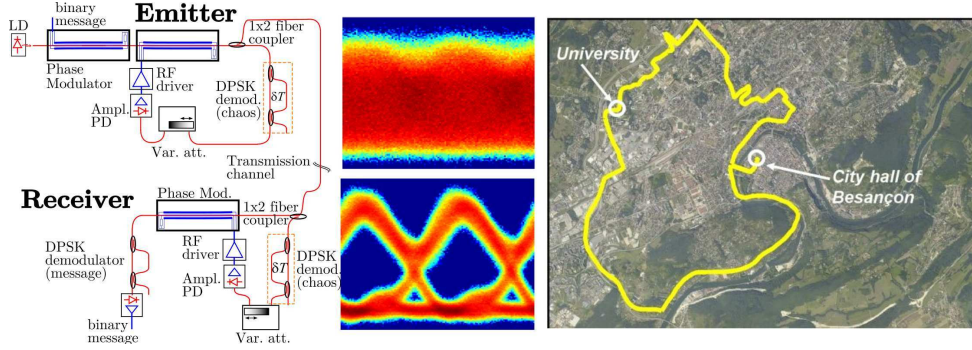 Emitter
LD
binary
message
1x2 fiber
coupler
Phase
Modulator
RF
driver
DPSK
demod.
(chaos)
δT
Ampl.
PD
Var. att.
Transmission
channel
Receiver
Phase Mod.
1x2 fiber
coupler
DPSK
demodulator
(message)
RF
driver
δT
DPSK
demod.
(chaos)
Ampl.
PD
binary
message
Var. att.
University
City hall of
Besançon